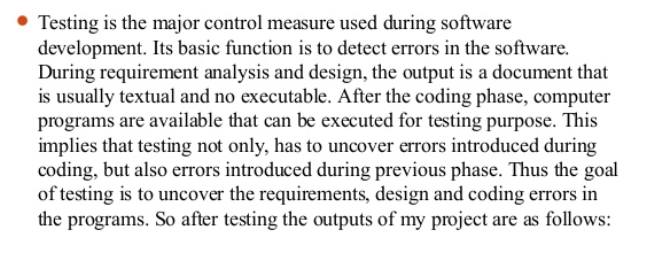 • Testing is the major control measure used during software
development. Its basic function is to detect errors in the software.
During requirement analysis and design, the output is a document that
is usually textual and no executable. After the coding phase, computer
programs are available that can be executed for testing purpose. This
implies that testing not only, has to uncover errors introduced during
coding, but also errors introduced during previous phase. Thus the goal
of testing is to uncover the requirements, design and coding errors in
the programs. So after testing the outputs of my project are as follows: